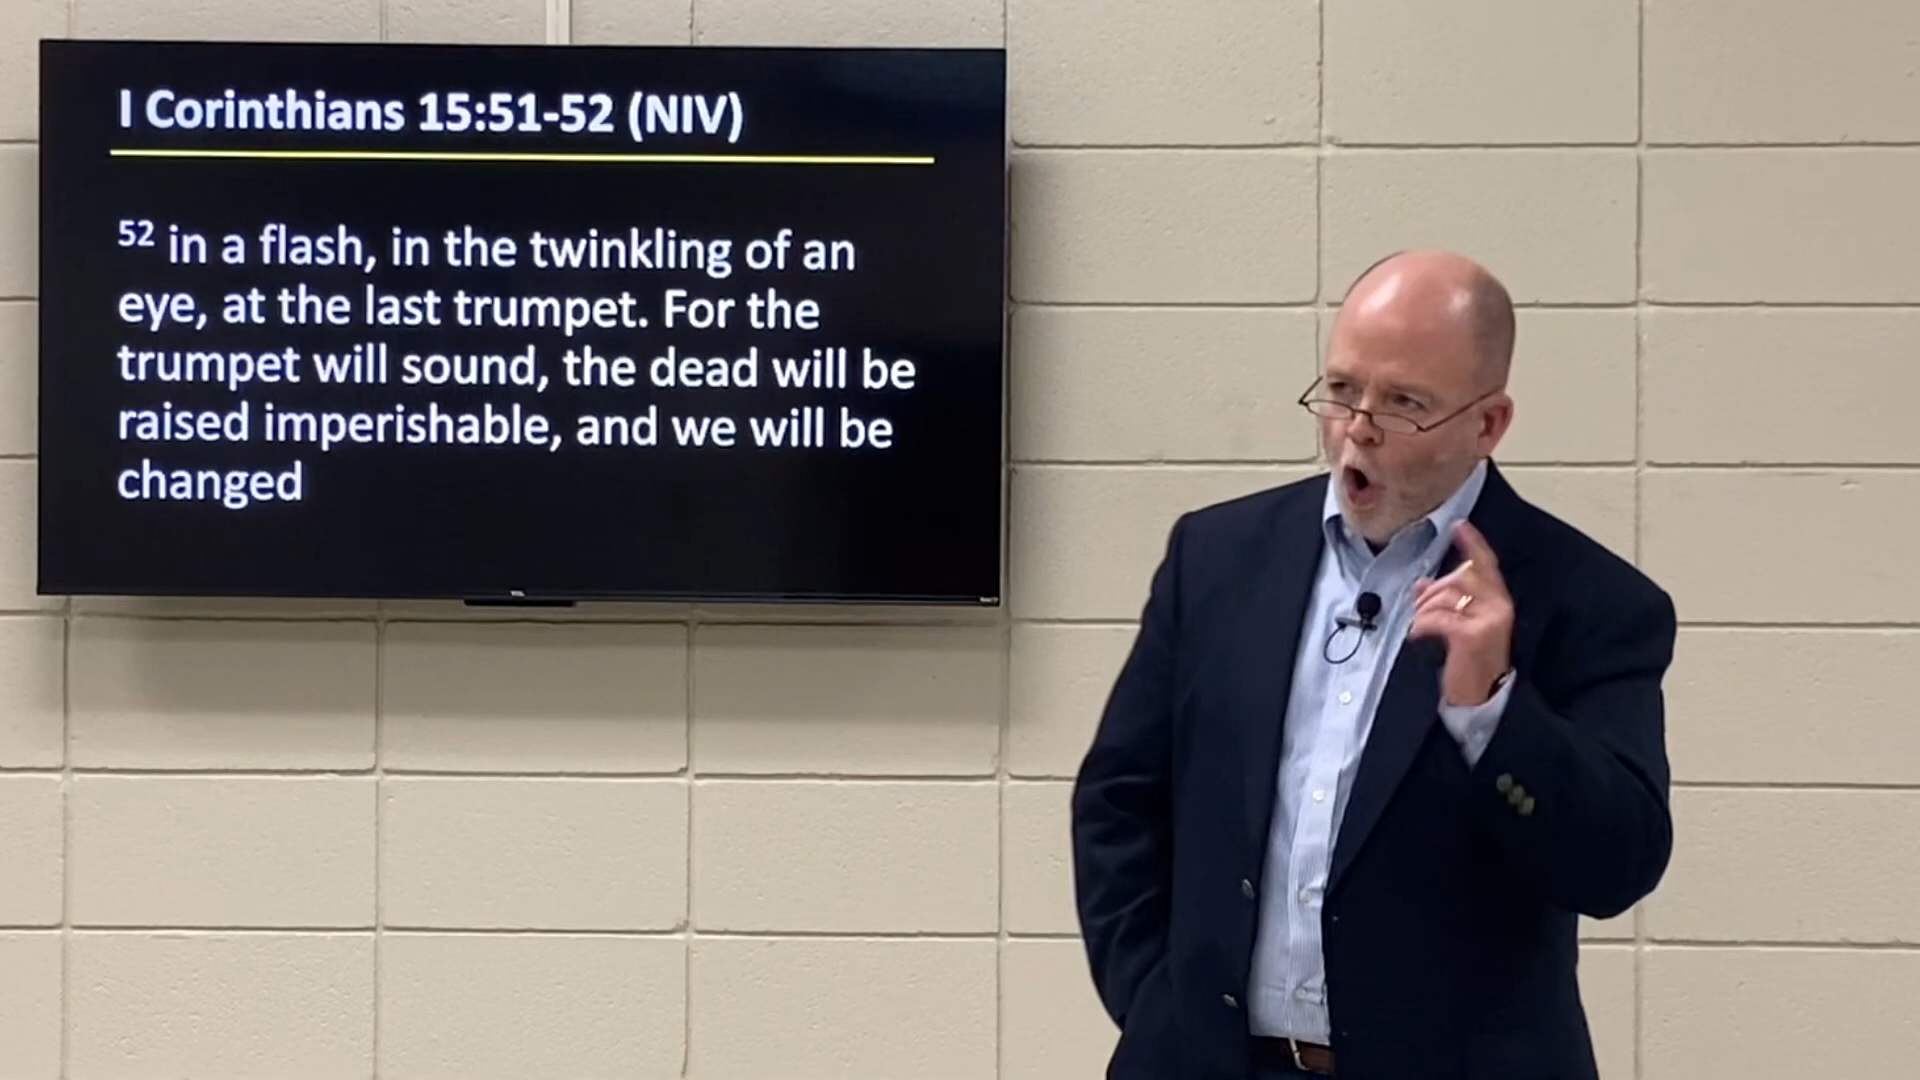 I Corinthians 15:51-52 (NIV)
52 in a flash, in the twinkling of an
eye, at the last trumpet. For the
trumpet will sound, the dead will be
raised imperishable, and we will be
changed
TCL